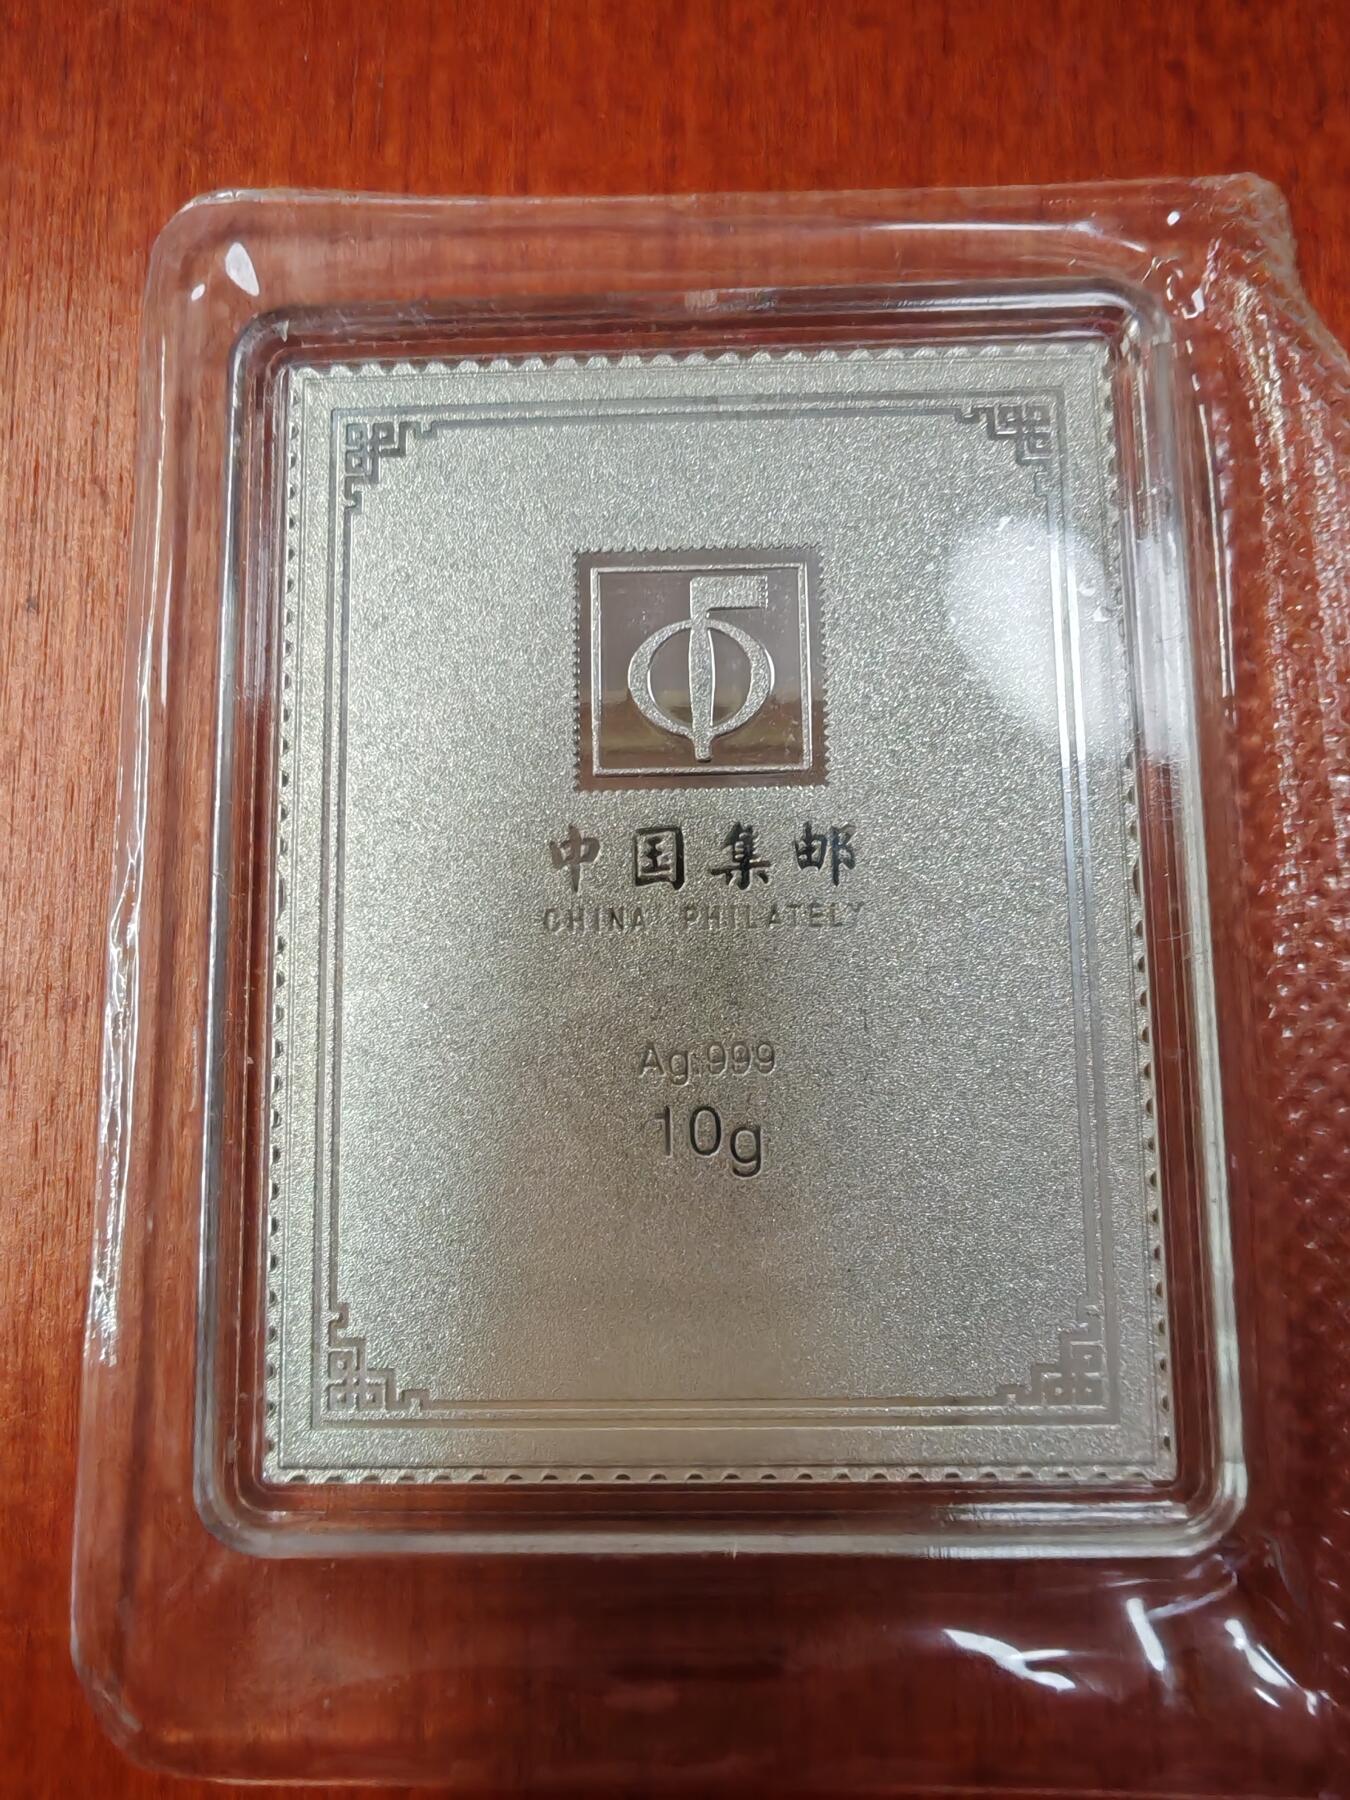 中国集邮
CHINA PHILATELY
Ag.999
10g